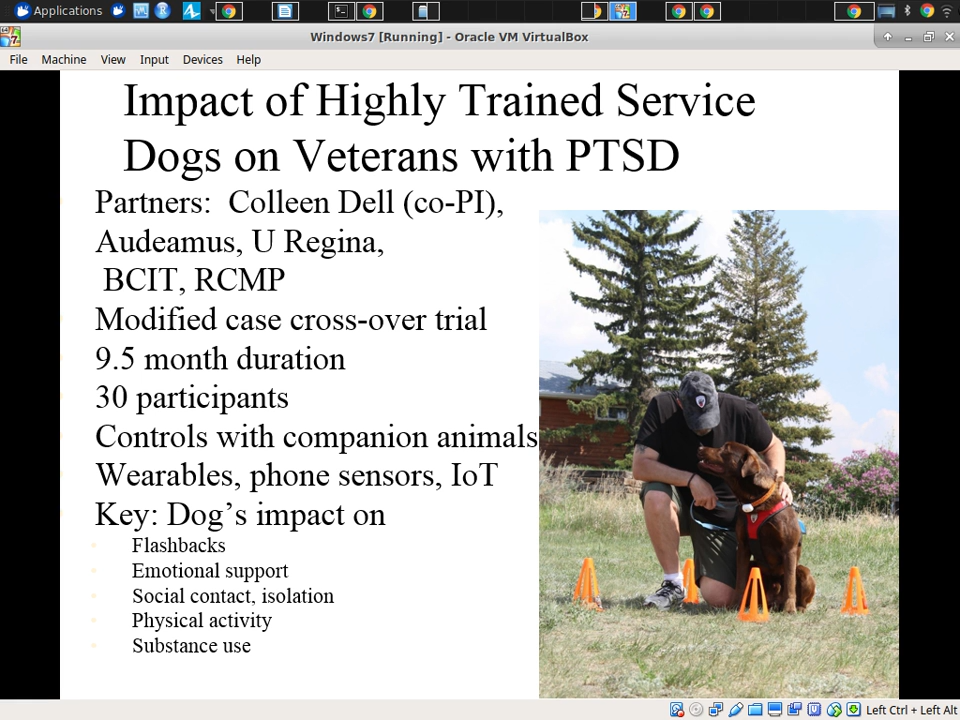 Applications
Windows7 [Running] - Oracle VM VirtualBox
File Machine View Input Devices Help
Impact of Highly Trained Service
Dogs on Veterans with PTSD
Partners:  Colleen Dell (co-PI),
Audeamus, U Regina,
BCIT, RCMP
Modified case cross-over trial
9.5 month duration
30 participants
Controls with companion animals
Wearables, phone sensors, IoT
Key: Dog’s impact on
Flashbacks
Emotional support
Social contact, isolation
Physical activity
Substance use
Left Ctrl + Left Alt